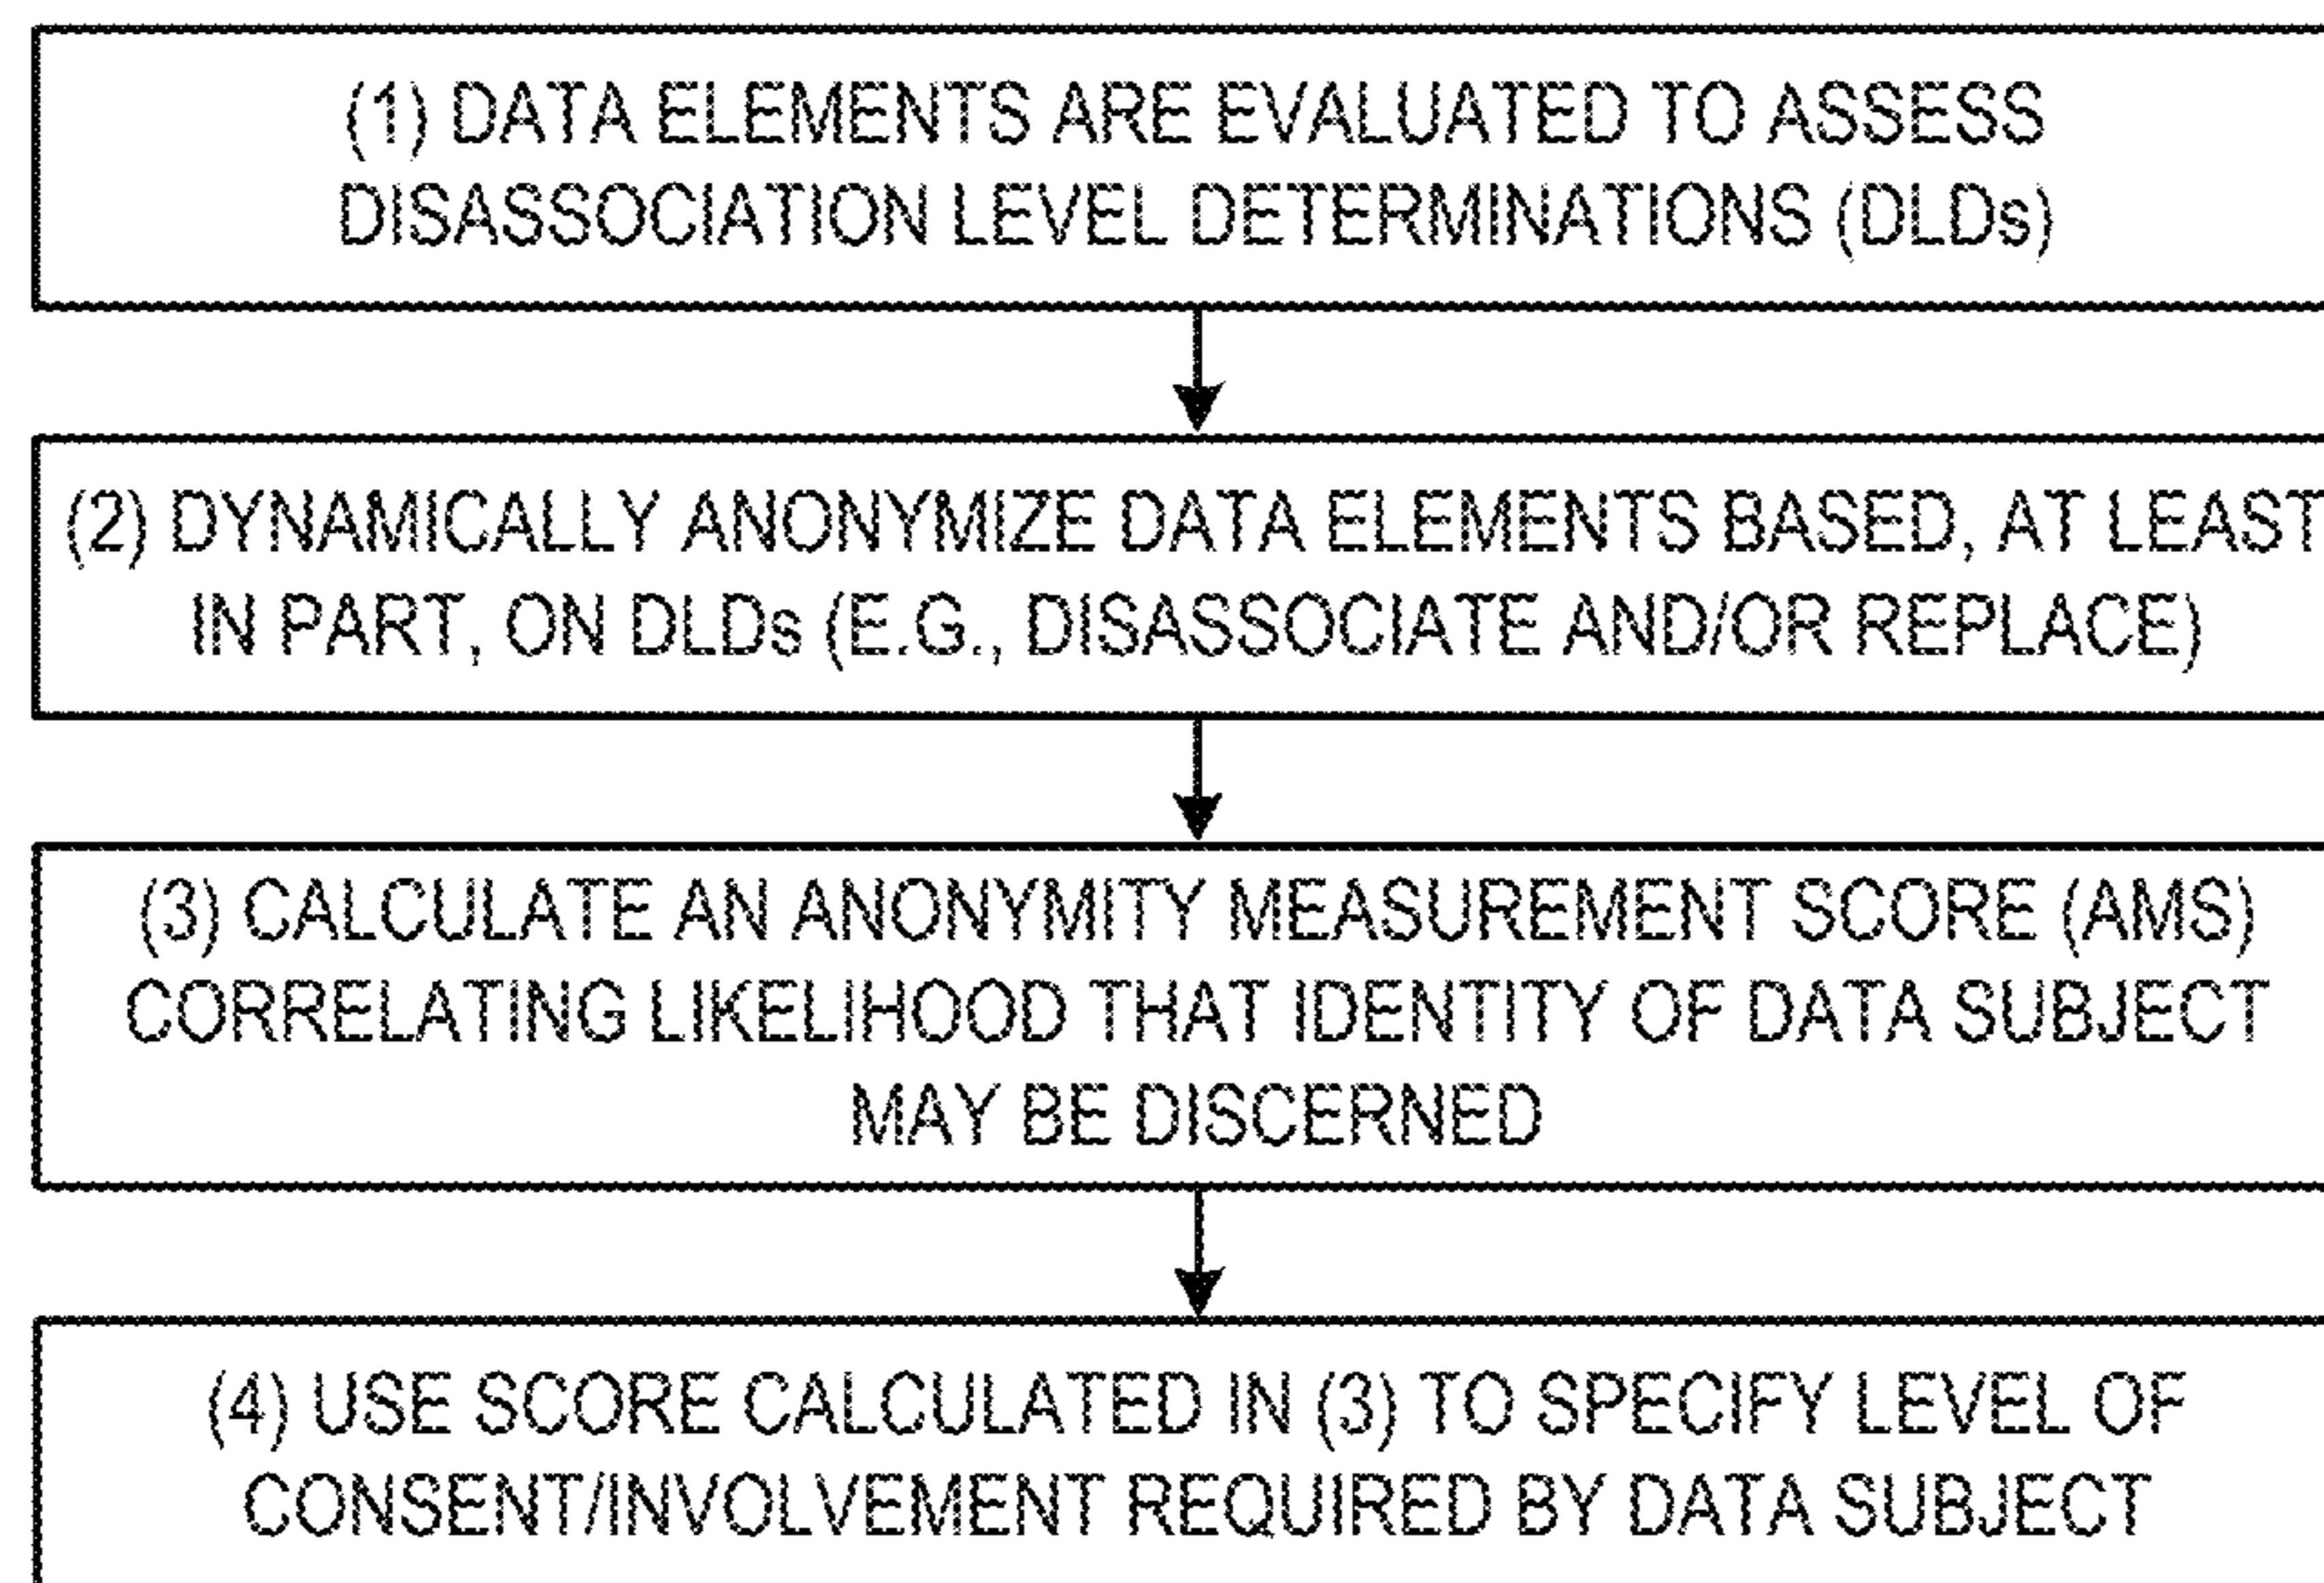 (1) DATA ELEMENTS ARE EVALUATED TO ASSESS
DISASSOCIATION LEVEL DETERMINATIONS (DLDs)
(2) DYNAMICALLY ANONYMIZE DATA ELEMENTS BASED, AT LEAST
IN PART, ON DLDs (E.G., DISASSOCIATE AND/OR REPLACE)
(3) CALCULATE AN ANONYMITY MEASUREMENT SCORE (AMS)
CORRELATING LIKELIHOOD THAT IDENTITY OF DATA SUBJECT
MAY BE DISCERNED
(4) USE SCORE CALCULATED IN (3) TO SPECIFY LEVEL OF
CONSENT/INVOLVEMENT REQUIRED BY DATA SUBJECT